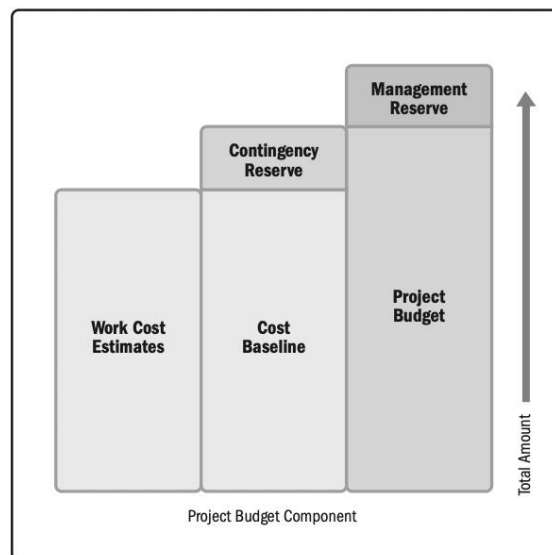 Management
Reserve
Contingency
Reserve
Work Cost
Estimates
Cost
Baseline
Project
Budget
Total Amount
Project Budget Component